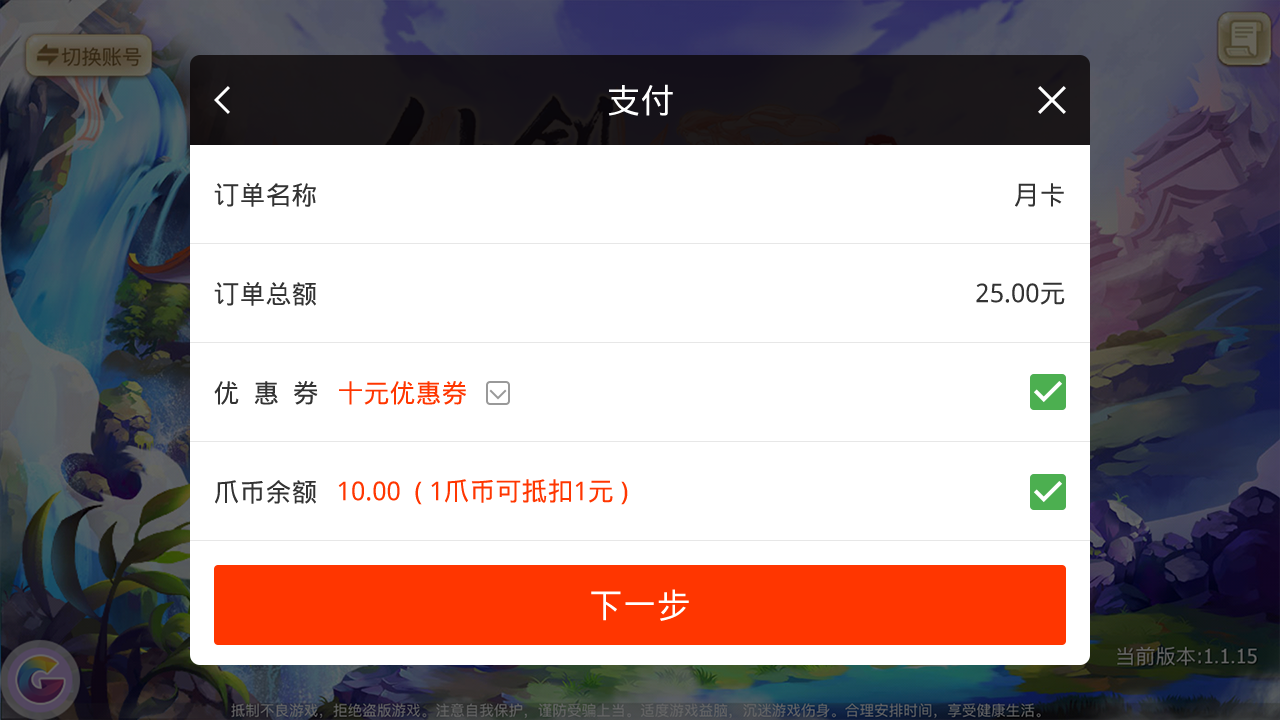 切换账号
支付
订单名称 月卡
订单总额 25.00元
优惠券 十元优惠券
爪币余额 10.00（1爪币可抵扣1元）
下一步
当前版本:1.1.15
抵制不良游戏，拒绝盗版游戏。注意自我保护，谨防受骗上当。适度游戏益脑，沉迷游戏伤身。合理安排时间，享受健康生活。